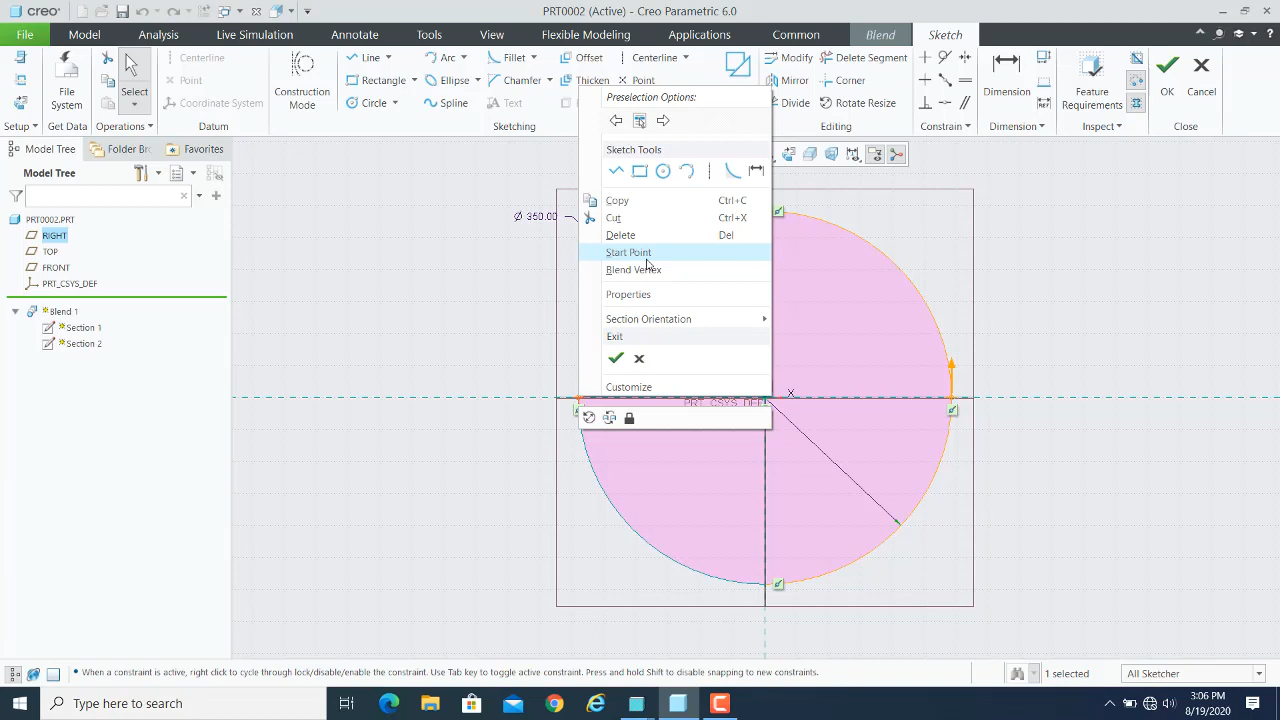 creo
PRT0002 (Active) - Creo Parametric 6.0
File Model Analysis Live Simulation Annotate Tools View Flexible Modeling Applications Common Blend Sketch
Line Arc Fillet Offset Centerline Modify Delete Segment
Centerline
Rectangle Ellipse Chamfer Thicken Point Mirror Corner
Point
Circle Spline Text Divide Rotate Resize
Coordinate System
File System Select Construction Mode Dimension Feature Requirements OK Cancel
Setup Get Data Operations Datum Sketching Editing Constrain Dimension Inspect Close
Model Tree Folder Br Favorites
Model Tree
PRT0002.PRT
RIGHT
TOP
FRONT
PRT_CSYS_DEF
Blend 1
Section 1
Section 2
Preselection Options:
Sketch Tools
Copy Ctrl+C
Cut Ctrl+X
Delete Del
Start Point
Blend Vertex
Properties
Section Orientation
Exit
Customize
Ø 350.00
X
PRT_CSYS_DEF
When a constraint is active, right click to cycle through lock/disable/enable the constraint. Use Tab key to toggle active constraint. Press and hold Shift to disable snapping to new constraints.
1 selected
All Sketcher
Type here to search
3:06 PM
8/19/2020